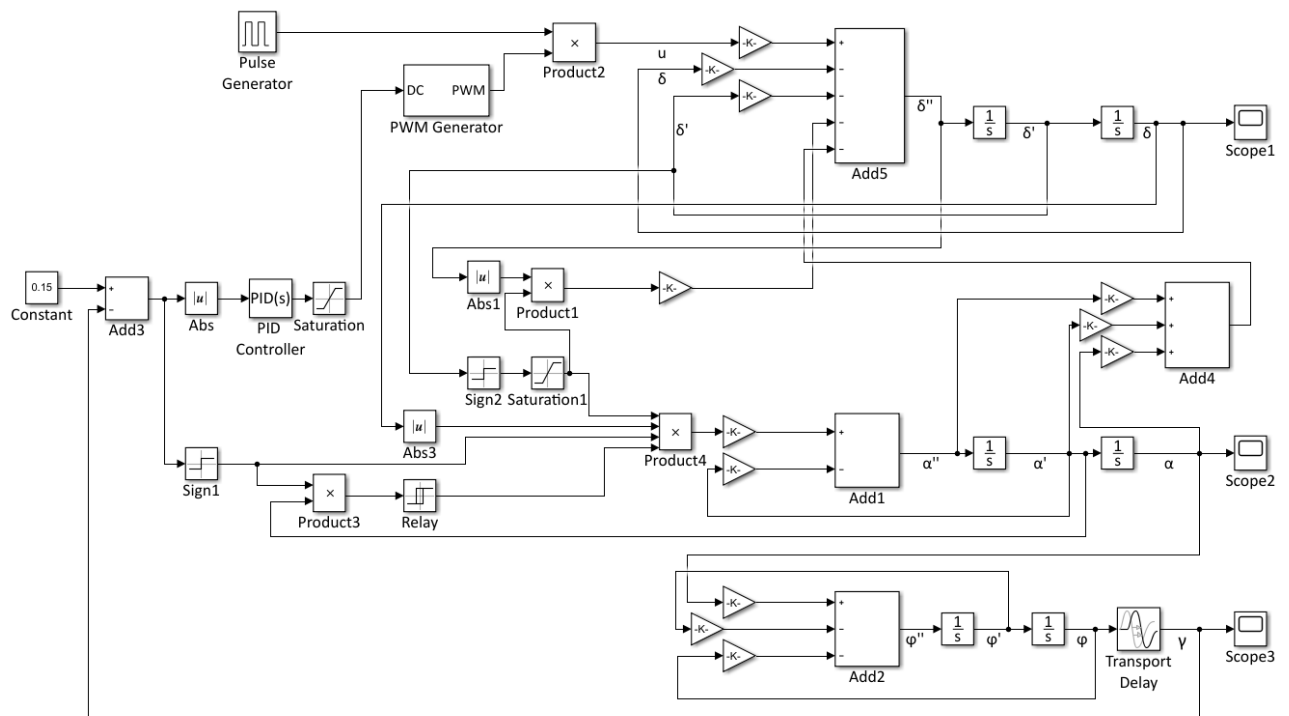 Pulse
Generator
×
Product2
u
-K-
+
DC
PWM
PWM Generator
δ
-K-
−
-K-
−
δ'
−
−
Add5
δ''
1
s
δ'
1
s
δ
Scope1
0.15
Constant
+
−
Add3
|u|
Abs
PID(s)
PID
Controller
Saturation
|u|
Abs1
×
Product1
-K-
-K-
+
-K-
+
-K-
+
Add4
Sign2
Saturation1
|u|
Abs3
×
Product4
-K-
+
-K-
−
Add1
α''
1
s
α'
1
s
α
Scope2
Sign1
×
Product3
Relay
-K-
+
-K-
−
-K-
−
Add2
φ''
1
s
φ'
1
s
φ
Transport
Delay
γ
Scope3